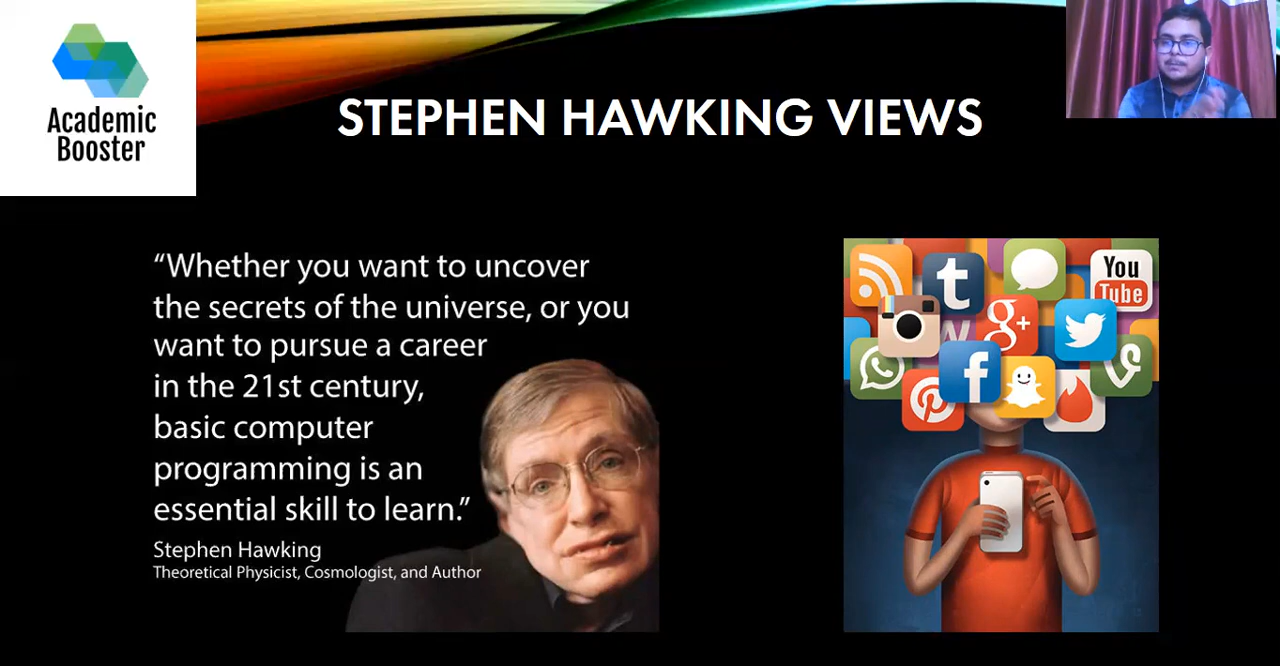 Academic
Booster
STEPHEN HAWKING VIEWS
“Whether you want to uncover
the secrets of the universe, or you
want to pursue a career
in the 21st century,
basic computer
programming is an
essential skill to learn.”
Stephen Hawking
Theoretical Physicist, Cosmologist, and Author
You
Tube
t
g+
W
f